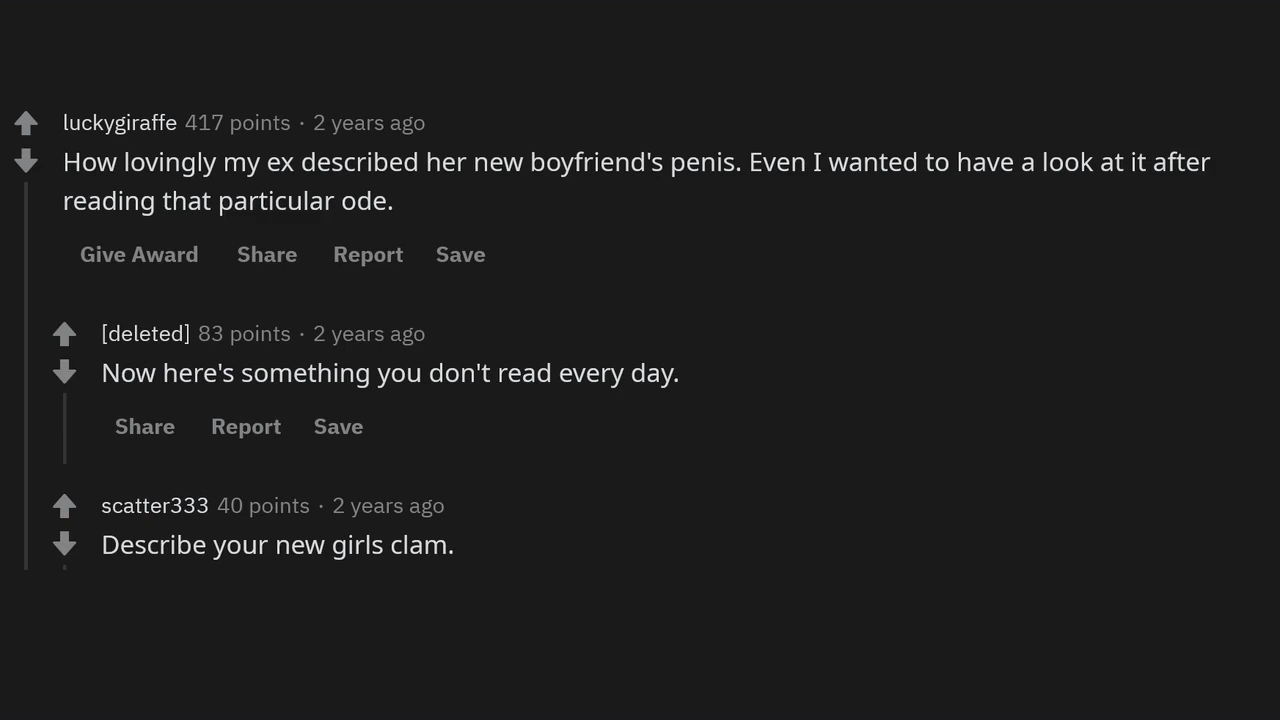 luckygiraffe 417 points · 2 years ago
How lovingly my ex described her new boyfriend's penis. Even I wanted to have a look at it after
reading that particular ode.
Give Award Share Report Save
[deleted] 83 points · 2 years ago
Now here's something you don't read every day.
Share Report Save
scatter333 40 points · 2 years ago
Describe your new girls clam.